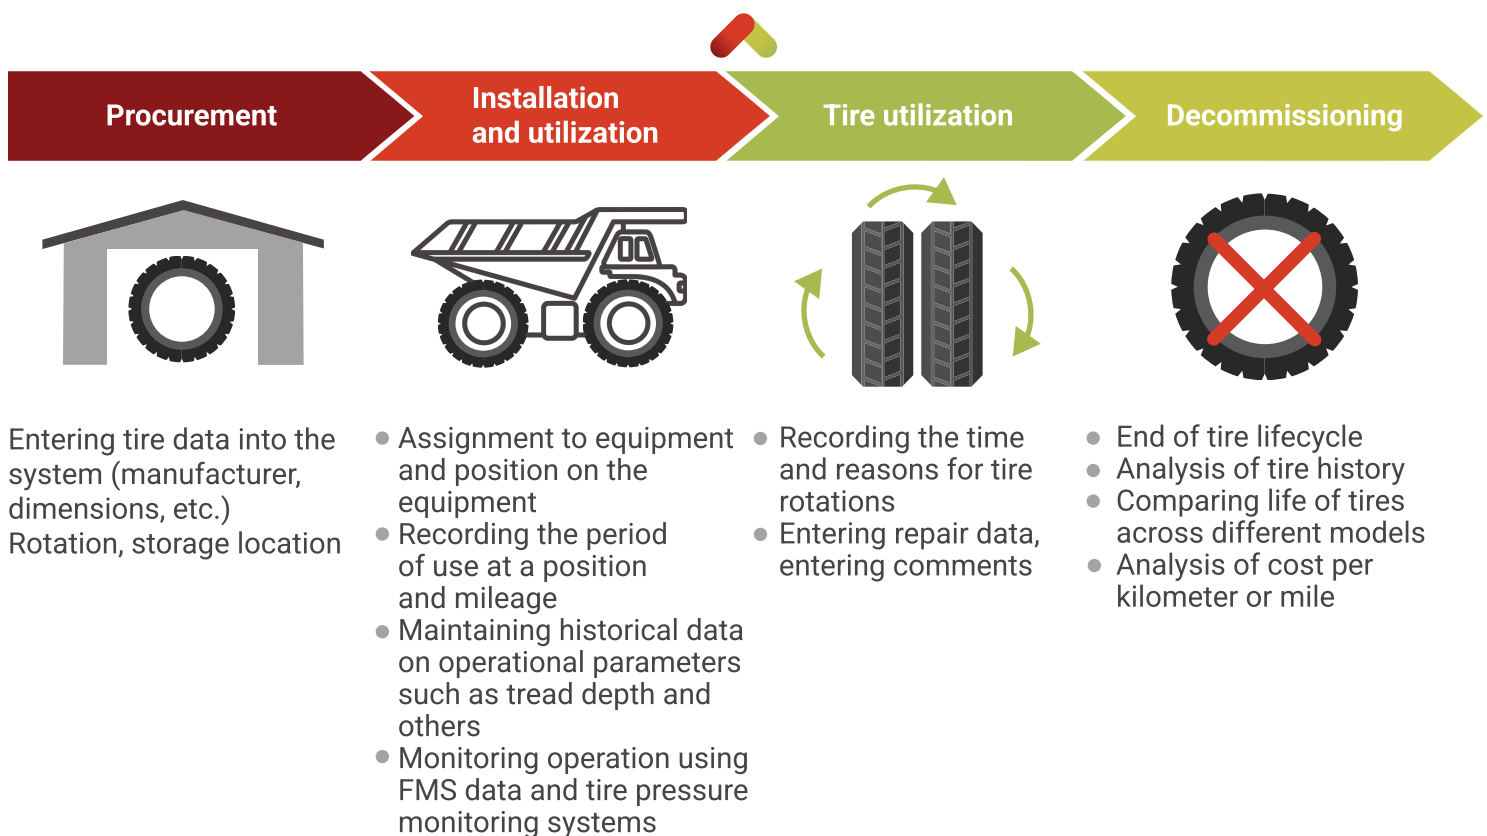 Procurement
Installation
and utilization
Tire utilization
Decommissioning
Entering tire data into the
system (manufacturer,
dimensions, etc.)
Rotation, storage location
Assignment to equipment
and position on the
equipment
Recording the period
of use at a position
and mileage
Maintaining historical data
on operational parameters
such as tread depth and
others
Monitoring operation using
FMS data and tire pressure
monitoring systems
Recording the time
and reasons for tire
rotations
Entering repair data,
entering comments
End of tire lifecycle
Analysis of tire history
Comparing life of tires
across different models
Analysis of cost per
kilometer or mile